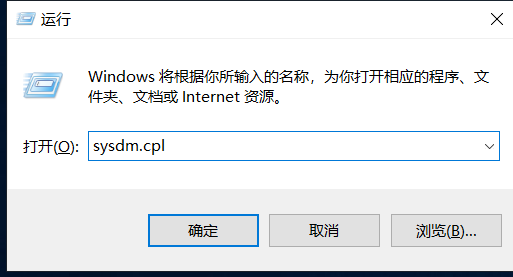 运行
Windows 将根据你所输入的名称，为你打开相应的程序、文
件夹、文档或 Internet 资源。
打开(O): sysdm.cpl
确定 取消 浏览(B)...